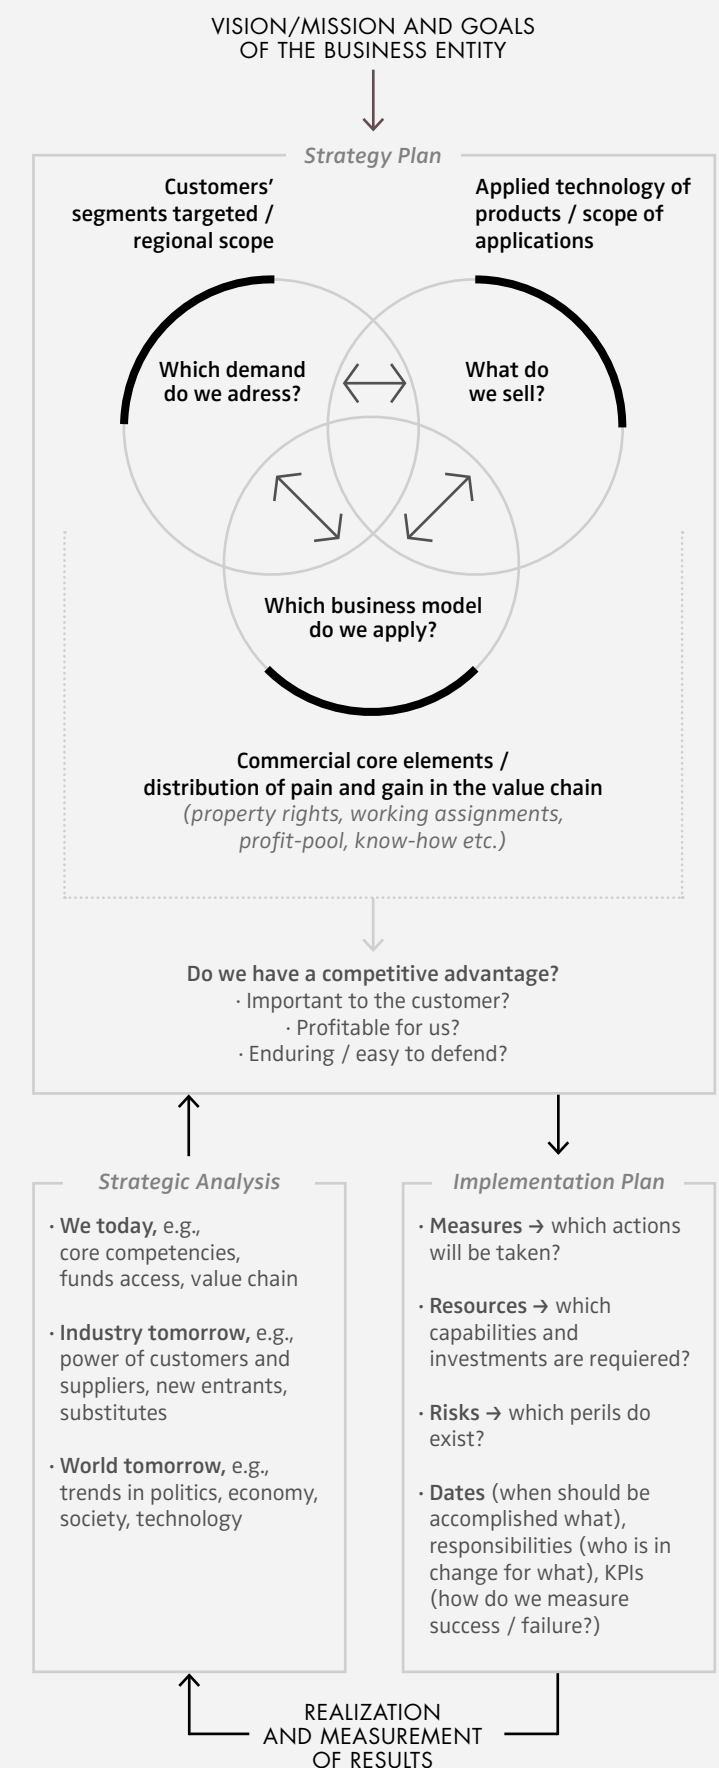 VISION/MISSION AND GOALS
OF THE BUSINESS ENTITY
Strategy Plan
Customers’
segments targeted /
regional scope
Applied technology of
products / scope of
applications
Which demand
do we adress?
What do
we sell?
Which business model
do we apply?
Commercial core elements /
distribution of pain and gain in the value chain
(property rights, working assignments,
profit-pool, know-how etc.)
Do we have a competitive advantage?
· Important to the customer?
· Profitable for us?
· Enduring / easy to defend?
Strategic Analysis
· We today, e.g.,
core competencies,
funds access, value chain
· Industry tomorrow, e.g.,
power of customers and
suppliers, new entrants,
substitutes
· World tomorrow, e.g.,
trends in politics, economy,
society, technology
Implementation Plan
· Measures → which actions
will be taken?
· Resources → which
capabilities and
investments are requiered?
· Risks → which perils do
exist?
· Dates (when should be
accomplished what),
responsibilities (who is in
change for what), KPIs
(how do we measure
success / failure?)
REALIZATION
AND MEASUREMENT
OF RESULTS